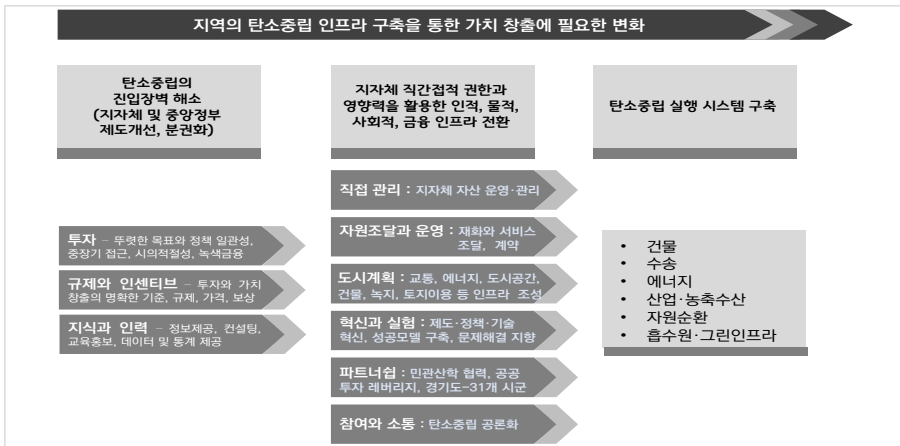 지역의 탄소중립 인프라 구축을 통한 가치 창출에 필요한 변화
탄소중립의
진입장벽 해소
(지자체 및 중앙정부
제도개선, 분권화)
투자 – 뚜렷한 목표와 정책 일관성,
중장기 접근, 시의적절성, 녹색금융
규제와 인센티브 – 투자와 가치
창출의 명확한 기준, 규제, 가격, 보상
지식과 인력 – 정보제공, 컨설팅,
교육홍보, 데이터 및 통계 제공
지자체 직간접적 권한과
영향력을 활용한 인적, 물적,
사회적, 금융 인프라 전환
직접 관리 : 지자체 자산 운영·관리
자원조달과 운영 : 재화와 서비스
조달, 계약
도시계획 : 교통, 에너지, 도시공간,
건물, 녹지, 토지이용 등 인프라 조성
혁신과 실험 : 제도·정책·기술
혁신, 성공모델 구축, 문제해결 지향
파트너쉽 : 민관산학 협력, 공공
투자 레버리지, 경기도-31개 시군
참여와 소통 : 탄소중립 공론화
탄소중립 실행 시스템 구축
• 건물
• 수송
• 에너지
• 산업·농축수산
• 자원순환
• 흡수원·그린인프라